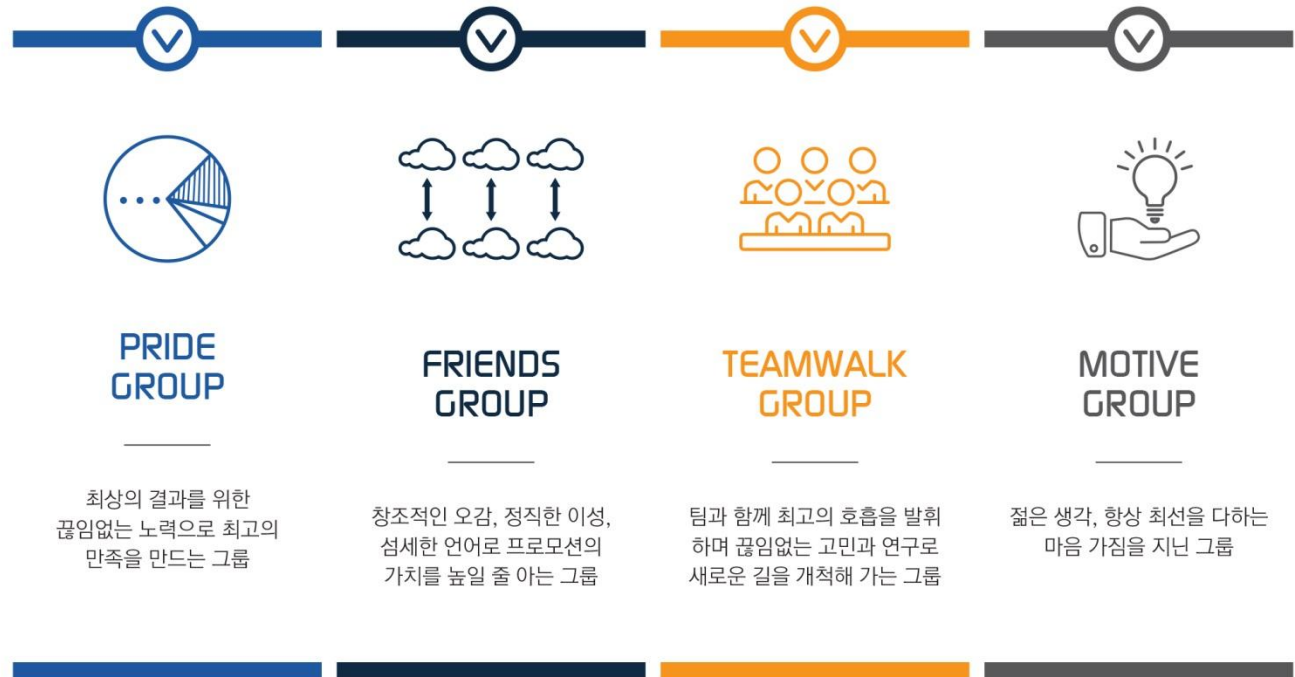 PRIDE
GROUP
최상의 결과를 위한
끊임없는 노력으로 최고의
만족을 만드는 그룹
FRIENDS
GROUP
창조적인 오감, 정직한 이성,
섬세한 언어로 프로모션의
가치를 높일 줄 아는 그룹
TEAMWALK
GROUP
팀과 함께 최고의 호흡을 발휘
하며 끊임없는 고민과 연구로
새로운 길을 개척해 가는 그룹
MOTIVE
GROUP
젊은 생각, 항상 최선을 다하는
마음 가짐을 지닌 그룹